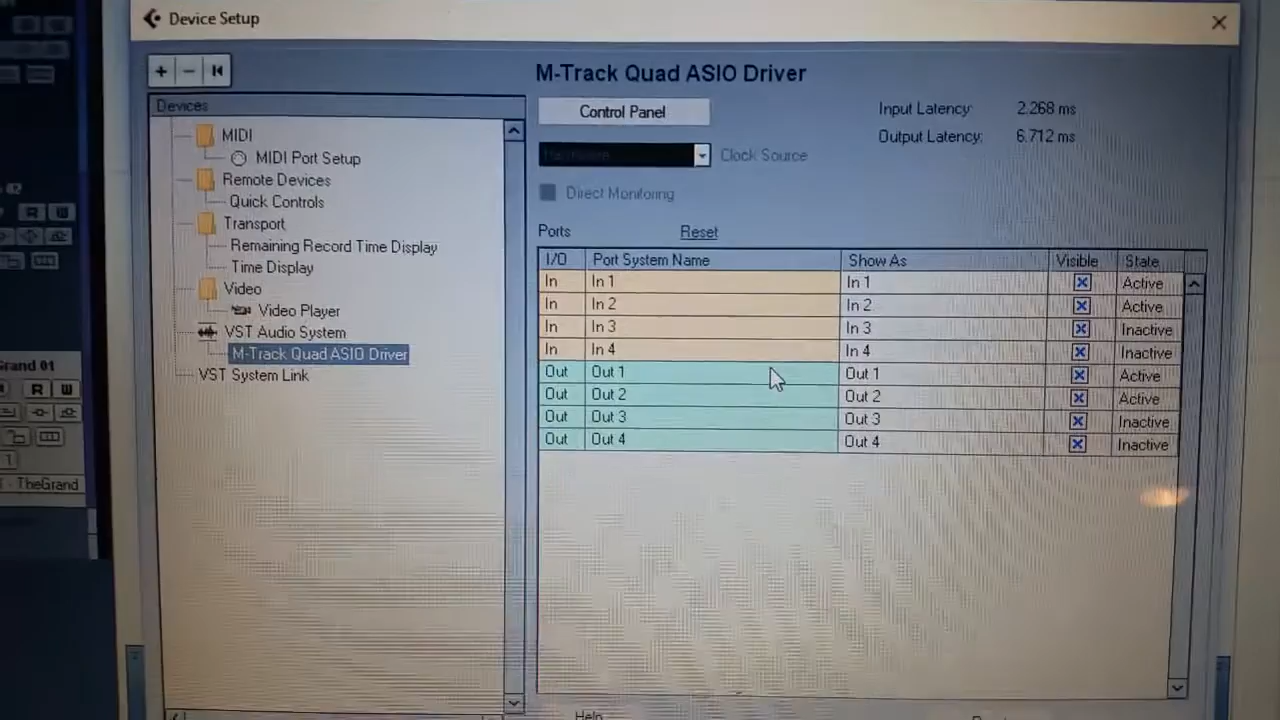 Device Setup
M-Track Quad ASIO Driver
Control Panel
Input Latency: 2.268 ms
Output Latency: 6.712 ms
Clock Source
Direct Monitoring
Ports Reset
Devices
MIDI
MIDI Port Setup
Remote Devices
Quick Controls
Transport
Remaining Record Time Display
Time Display
Video
Video Player
VST Audio System
M-Track Quad ASIO Driver
VST System Link
I/O Port System Name Show As Visible State
In In 1 In 1 Active
In In 2 In 2 Active
In In 3 In 3 Inactive
In In 4 In 4 Inactive
Out Out 1 Out 1 Active
Out Out 2 Out 2 Active
Out Out 3 Out 3 Inactive
Out Out 4 Out 4 Inactive
Help
42
R W
Grand 01
R W
1
- TheGrand